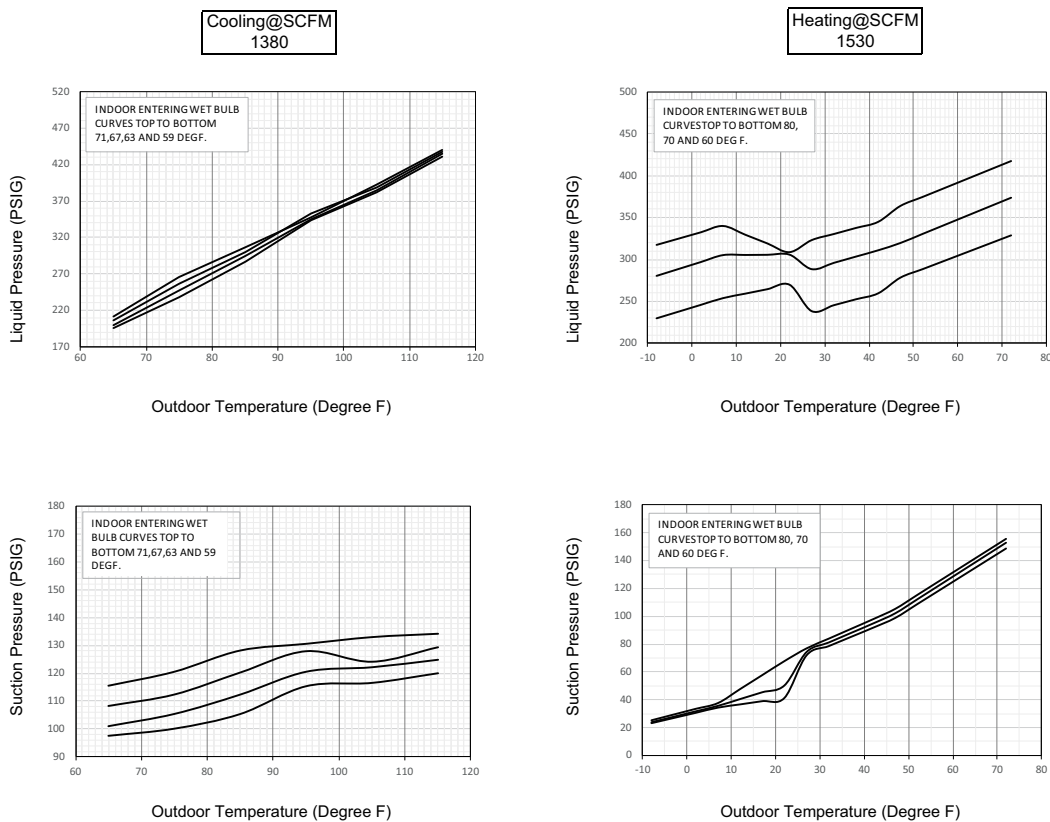 Cooling@SCFM
1380
Heating@SCFM
1530
Liquid Pressure (PSIG)
520
470
420
370
320
270
220
170
INDOOR ENTERING WET BULB
CURVES TOP TO BOTTOM
71,67,63 AND 59 DEGF.
60 70 80 90 100 110 120
Outdoor Temperature (Degree F)
Liquid Pressure (PSIG)
500
450
400
350
300
250
200
INDOOR ENTERING WET BULB
CURVESTOP TO BOTTOM 80,
70 AND 60 DEG F.
-10 0 10 20 30 40 50 60 70 80
Outdoor Temperature (Degree F)
Suction Pressure (PSIG)
180
170
160
150
140
130
120
110
100
90
INDOOR ENTERING WET
BULB CURVES TOP TO
BOTTOM 71,67,63 AND 59
DEGF.
60 70 80 90 100 110 120
Outdoor Temperature (Degree F)
Suction Pressure (PSIG)
180
160
140
120
100
80
60
40
20
0
INDOOR ENTERING WET BULB
CURVESTOP TO BOTTOM 80, 70
AND 60 DEG F.
-10 0 10 20 30 40 50 60 70 80
Outdoor Temperature (Degree F)